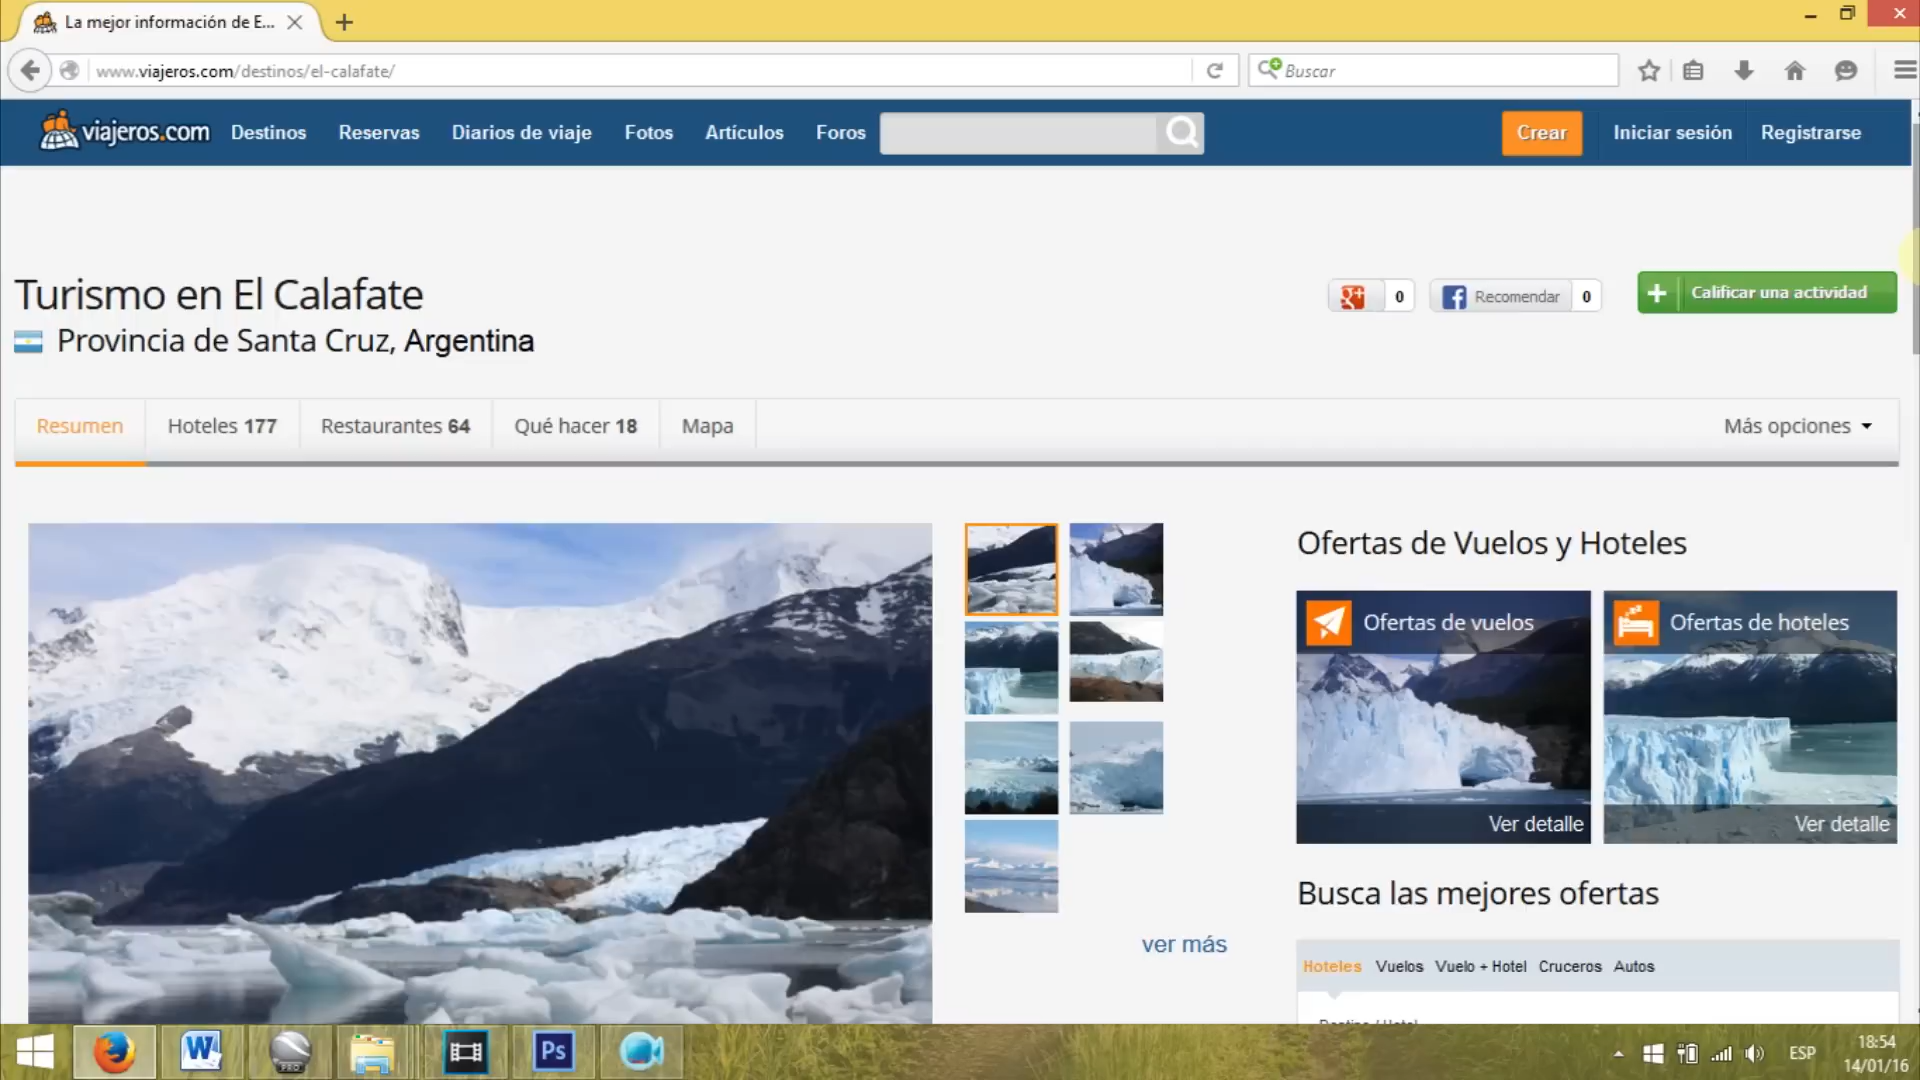 La mejor información de E...
www.viajeros.com/destinos/el-calafate/
Buscar
viajeros.com
Destinos
Reservas
Diarios de viaje
Fotos
Artículos
Foros
Crear
Iniciar sesión
Registrarse
Turismo en El Calafate
Provincia de Santa Cruz, Argentina
g+ 0
Recomendar 0
+ Calificar una actividad
Resumen
Hoteles 177
Restaurantes 64
Qué hacer 18
Mapa
Más opciones
Ofertas de Vuelos y Hoteles
Ofertas de vuelos
Ver detalle
Ofertas de hoteles
Ver detalle
ver más
Busca las mejores ofertas
Hoteles
Vuelos
Vuelo + Hotel
Cruceros
Autos
W
PRO
Ps
ESP
18:54
14/01/16